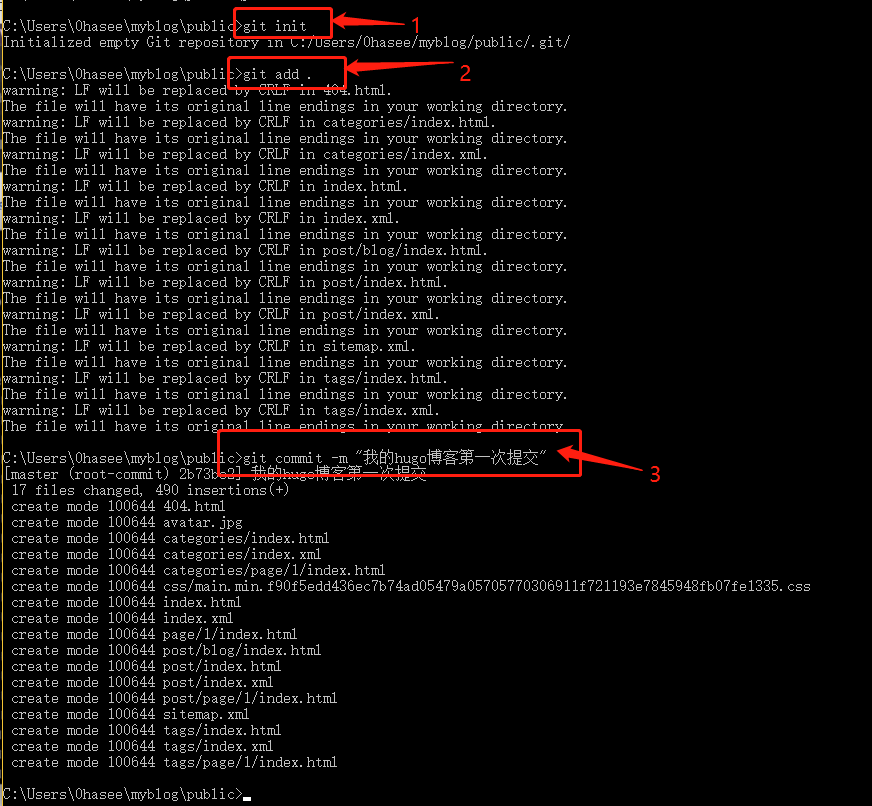 C:\Users\0hasee\myblog\public>git init
1
Initialized empty Git repository in C:/Users/0hasee/myblog/public/.git/
C:\Users\0hasee\myblog\public>git add .
2
warning: LF will be replaced by CRLF in 404.html.
The file will have its original line endings in your working directory.
warning: LF will be replaced by CRLF in categories/index.html.
The file will have its original line endings in your working directory.
warning: LF will be replaced by CRLF in categories/index.xml.
The file will have its original line endings in your working directory.
warning: LF will be replaced by CRLF in index.html.
The file will have its original line endings in your working directory.
warning: LF will be replaced by CRLF in index.xml.
The file will have its original line endings in your working directory.
warning: LF will be replaced by CRLF in post/blog/index.html.
The file will have its original line endings in your working directory.
warning: LF will be replaced by CRLF in post/index.html.
The file will have its original line endings in your working directory.
warning: LF will be replaced by CRLF in post/index.xml.
The file will have its original line endings in your working directory.
warning: LF will be replaced by CRLF in sitemap.xml.
The file will have its original line endings in your working directory.
warning: LF will be replaced by CRLF in tags/index.html.
The file will have its original line endings in your working directory.
warning: LF will be replaced by CRLF in tags/index.xml.
The file will have its original line endings in your working directory
C:\Users\0hasee\myblog\public>git commit -m "我的hugo博客第一次提交"
3
[master (root-commit) 我的hugo博客第一次提交
17 files changed, 490 insertions(+)
create mode 100644 404.html
create mode 100644 avatar.jpg
create mode 100644 categories/index.html
create mode 100644 categories/index.xml
create mode 100644 categories/page/1/index.html
create mode 100644 css/main.min.f90f5edd436ec7b74ad05479a05705770306911f721193e7845948fb07fe1335.css
create mode 100644 index.html
create mode 100644 index.xml
create mode 100644 page/1/index.html
create mode 100644 post/blog/index.html
create mode 100644 post/index.html
create mode 100644 post/index.xml
create mode 100644 post/page/1/index.html
create mode 100644 sitemap.xml
create mode 100644 tags/index.html
create mode 100644 tags/index.xml
create mode 100644 tags/page/1/index.html
C:\Users\0hasee\myblog\public>